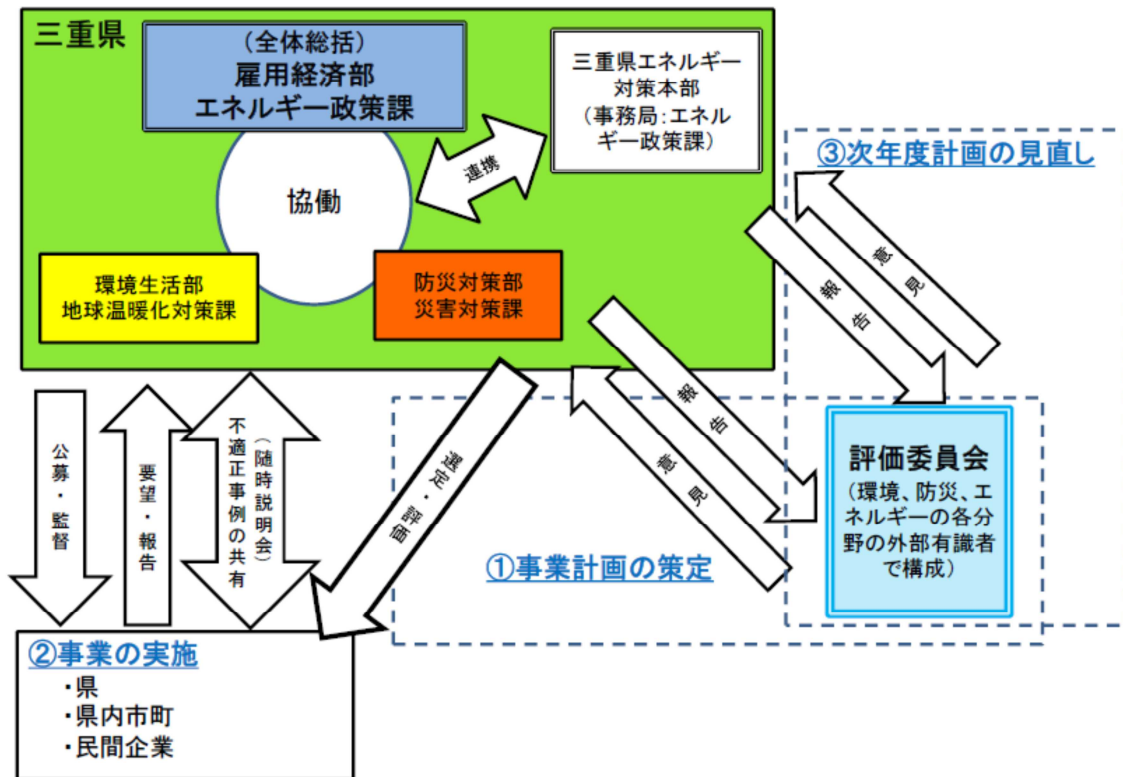 三重県
(全体総括)
雇用経済部
エネルギー政策課
三重県エネルギー
対策本部
(事務局:エネル
ギー政策課)
連携
協働
環境生活部
地球温暖化対策課
防災対策部
災害対策課
③次年度計画の見直し
意見
報告
報告
意見
評価委員会
(環境、防災、エ
ネルギーの各分
野の外部有識者
で構成)
①事業計画の策定
選定・評価
公募・監督
要望・報告
(随時説明会)
不適正事例の共有
②事業の実施
・県
・県内市町
・民間企業